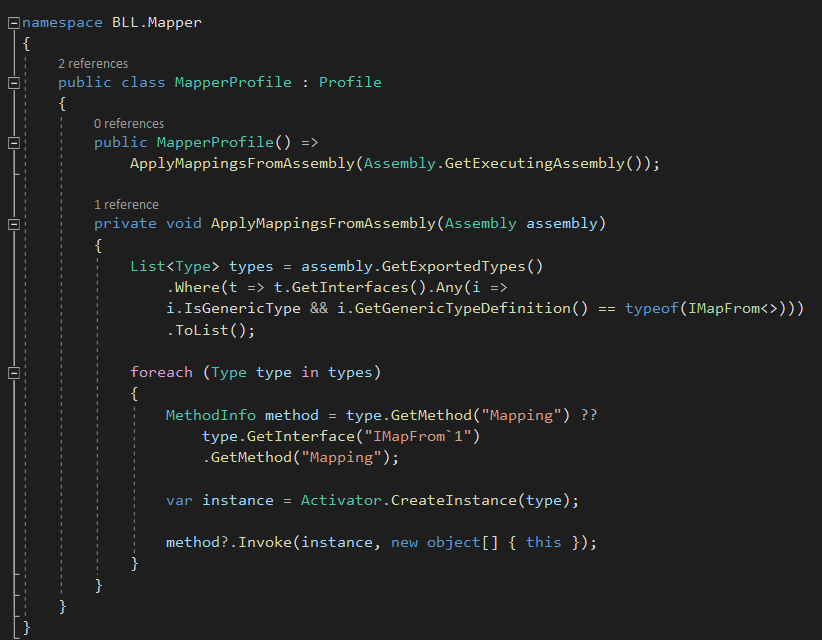 namespace BLL.Mapper
{
2 references
public class MapperProfile : Profile
{
0 references
public MapperProfile() =>
ApplyMappingsFromAssembly(Assembly.GetExecutingAssembly());
1 reference
private void ApplyMappingsFromAssembly(Assembly assembly)
{
List<Type> types = assembly.GetExportedTypes()
.Where(t => t.GetInterfaces().Any(i =>
i.IsGenericType && i.GetGenericTypeDefinition() == typeof(IMapFrom<>)))
.ToList();
foreach (Type type in types)
{
MethodInfo method = type.GetMethod("Mapping") ??
type.GetInterface("IMapFrom`1")
.GetMethod("Mapping");
var instance = Activator.CreateInstance(type);
method?.Invoke(instance, new object[] { this });
}
}
}
}